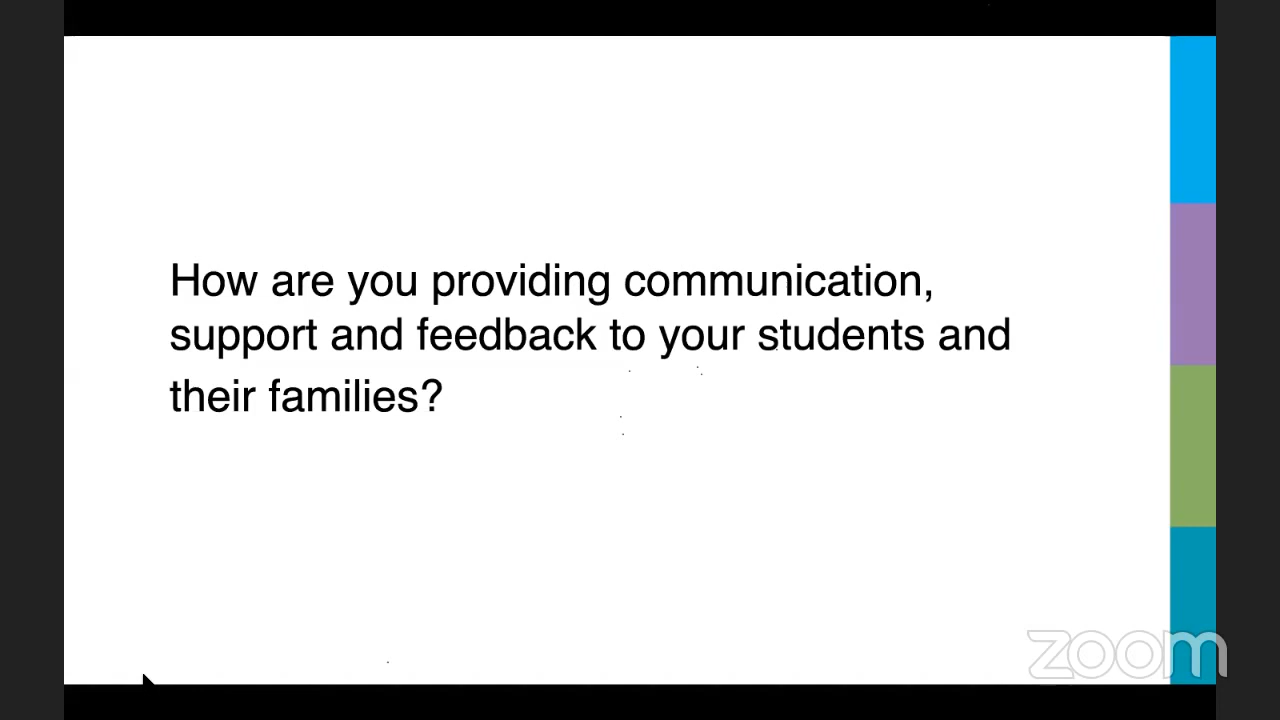 How are you providing communication,
support and feedback to your students and
their families?
zoom